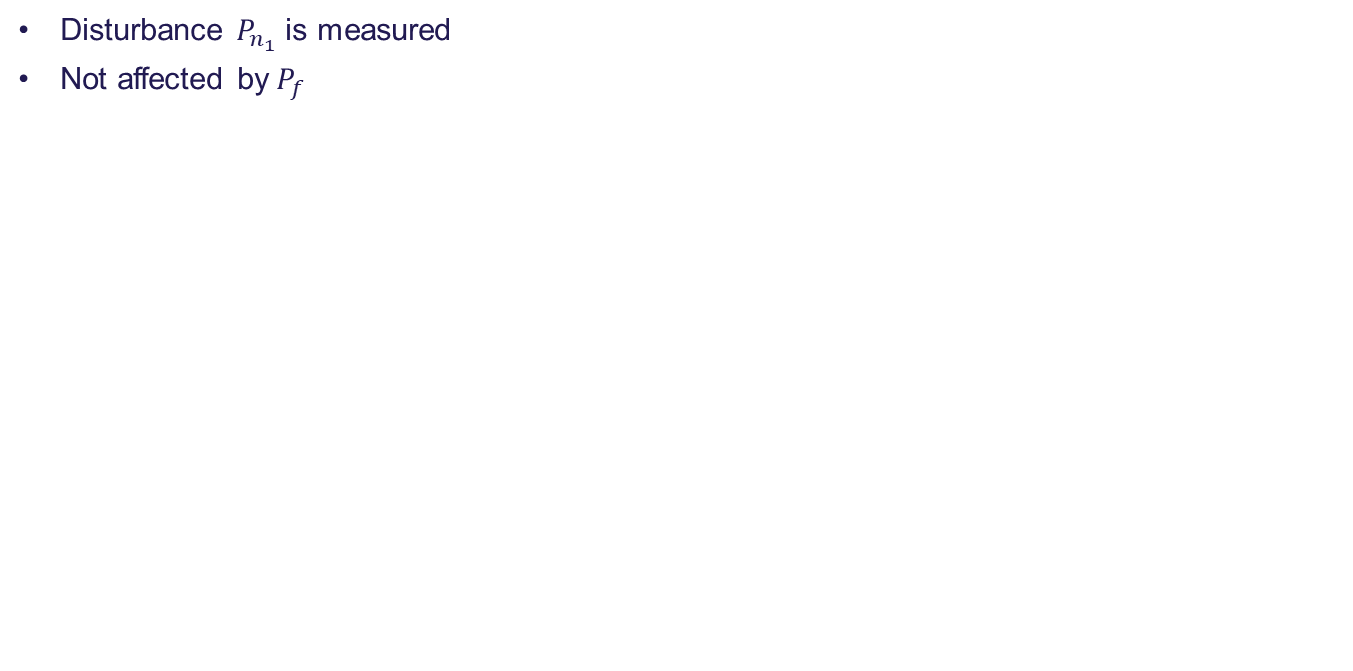 • Disturbance $P_{n_1}$ is measured
• Not affected by $P_f$